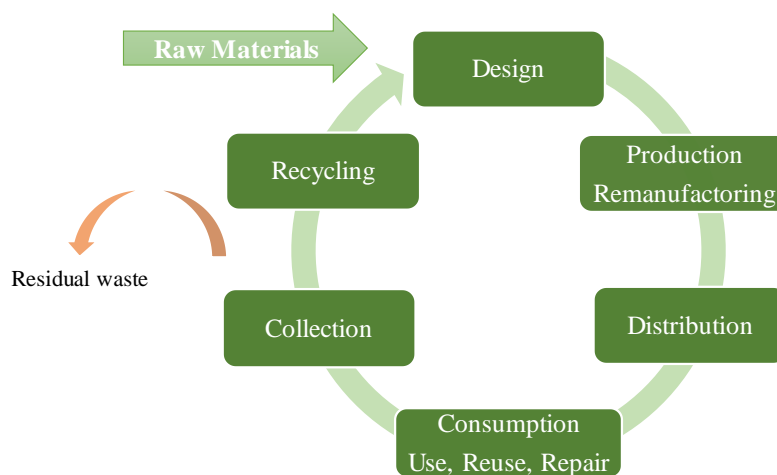 Raw Materials
Design
Production
Remanufactoring
Distribution
Consumption
Use, Reuse, Repair
Collection
Recycling
Residual waste